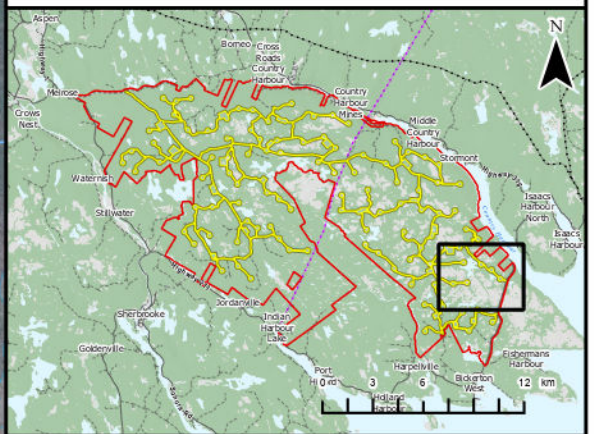 Aspen
N
Borneo
Cross
Roads
Country
Harbour
Highway
Melrose
Country
Harbour
Mines
Crows
Nest
Middle
Country
Harbour
Stormont
Waternish
Isaacs
Harbour
North
Stillwater
Isaacs
Harbour
Jordanville
Sherbrooke
Indian
Harbour
Lake
Goldenville
Fishermans
Harbour
Port
Harpellville
Bickerton
West
Holland
Harbour
0 3 6 12 km